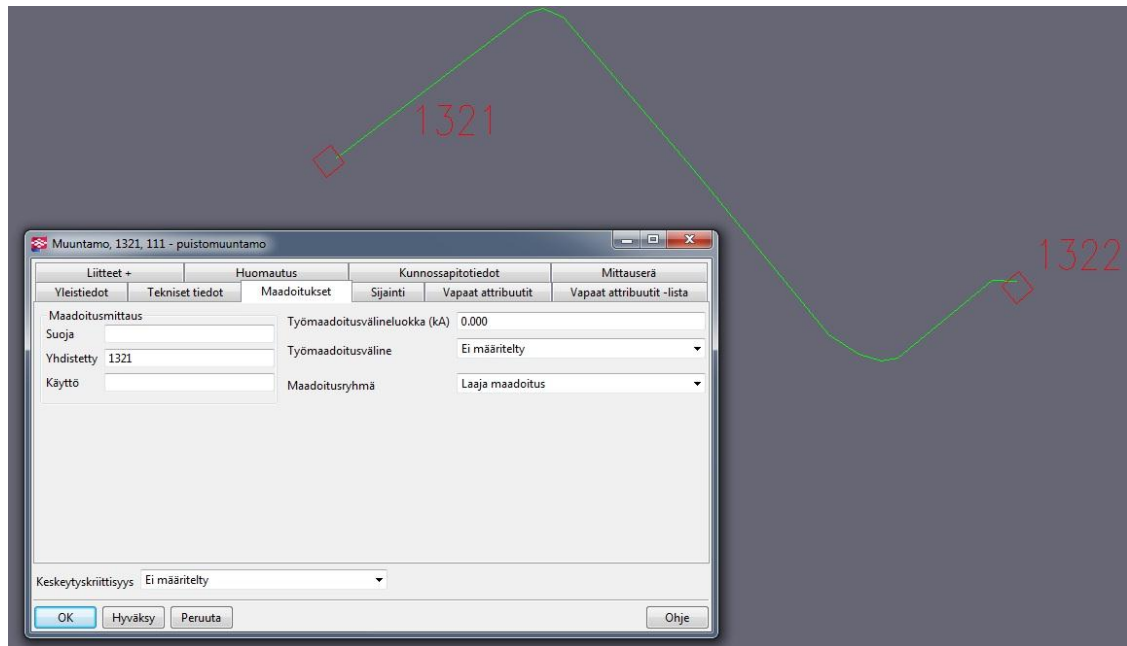 1321
1322
Muuntamo, 1321, 111 - puistomuuntamo
Liitteet +
Huomautus
Kunnossapitotiedot
Mittauserä
Yleistiedot
Tekniset tiedot
Maadoitukset
Sijainti
Vapaat attribuutit
Vapaat attribuutit -lista
Maadoitusmittaus
Suoja
Yhdistetty 1321
Käyttö
Työmaadoitusvälineluokka (kA) 0.000
Työmaadoitusväline Ei määritelty
Maadoitusryhmä Laaja maadoitus
Keskeytyskriittisyys Ei määritelty
OK
Hyväksy
Peruuta
Ohje